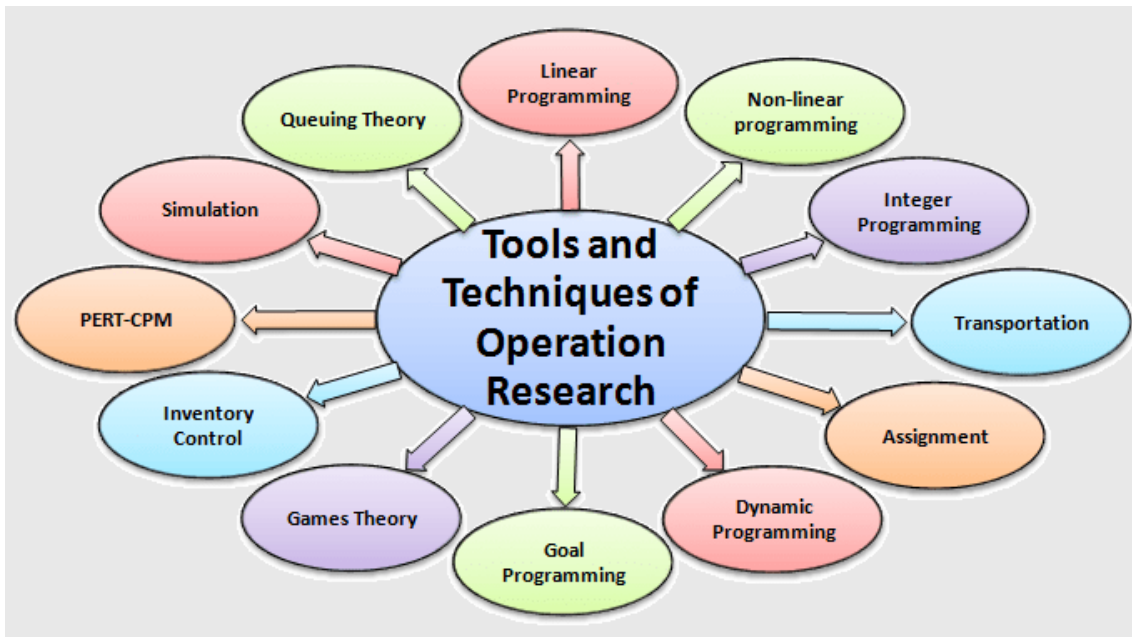 Tools and
Techniques of
Operation
Research
Linear
Programming
Non-linear
programming
Integer
Programming
Transportation
Assignment
Dynamic
Programming
Goal
Programming
Games Theory
Inventory
Control
PERT-CPM
Simulation
Queuing Theory